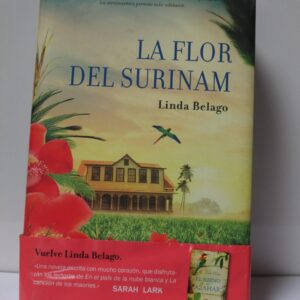 LA FLOR
DEL SURINAM
Linda Belago
Vuelve Linda Belago.
«Una novela escrita con mucho corazón, que disfruta-
rán los lectores de En el país de la nube blanca y La
canción de los maoríes.»
SARAH LARK